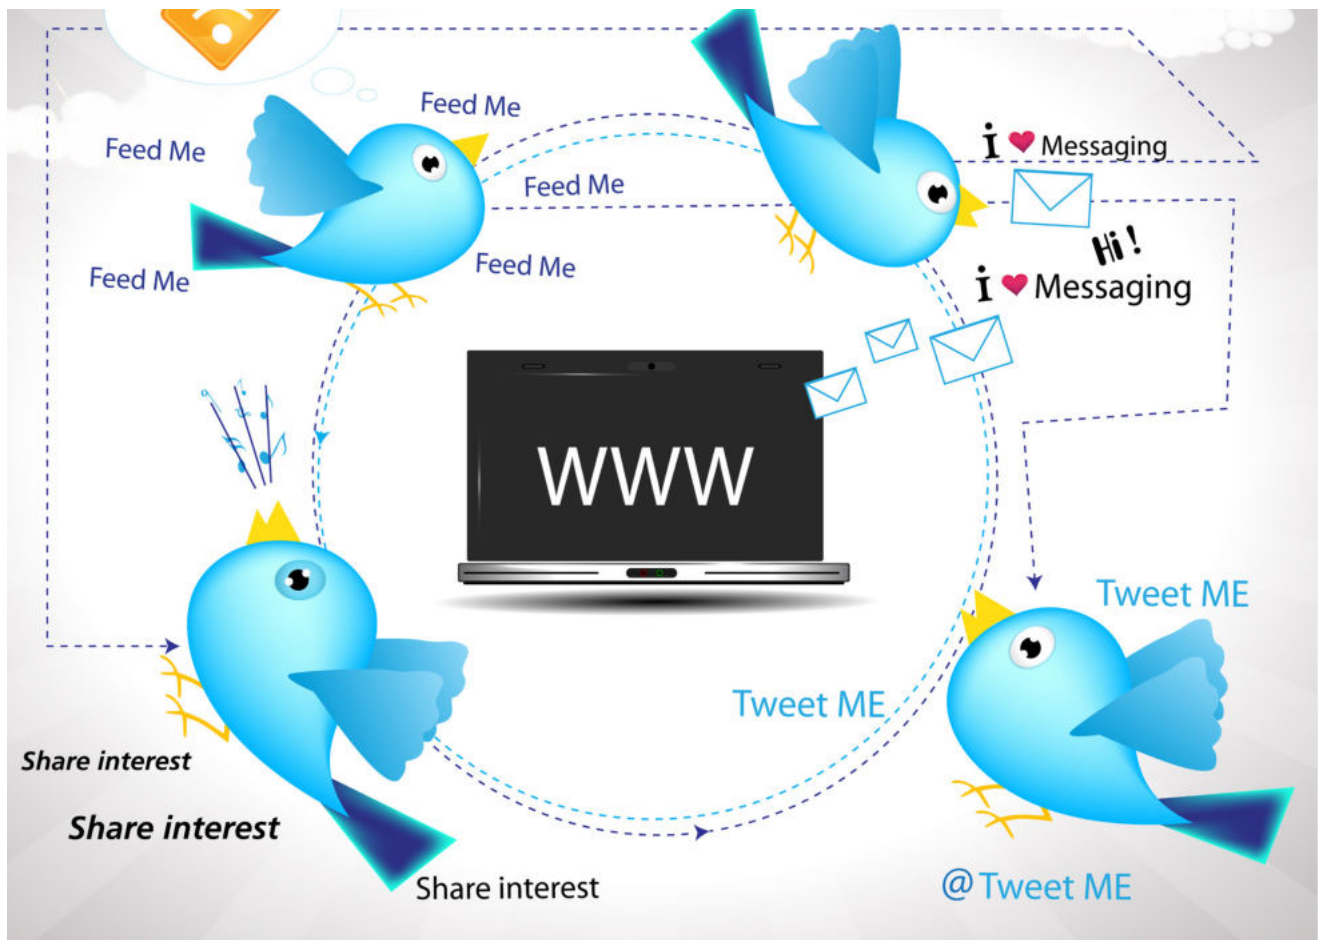 Feed Me
Feed Me
Feed Me
Feed Me
Feed Me
i ♥ Messaging
Hi!
i ♥ Messaging
WWW
Tweet ME
Tweet ME
Share interest
Share interest
Share interest
@Tweet ME